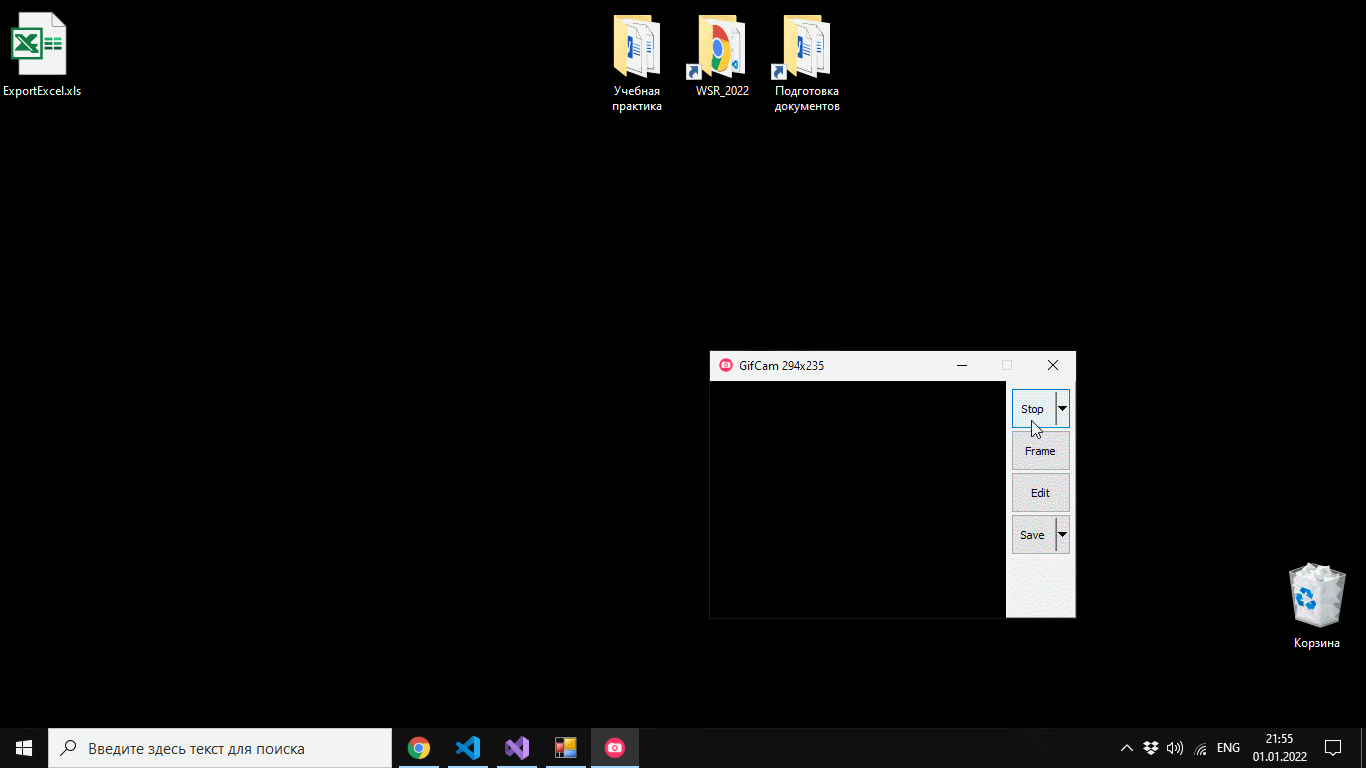 ExportExcel.xls
Учебная
практика
WSR_2022
Подготовка
документов
GifCam 294x235
Stop
Frame
Edit
Save
Корзина
Введите здесь текст для поиска
ENG
21:55
01.01.2022